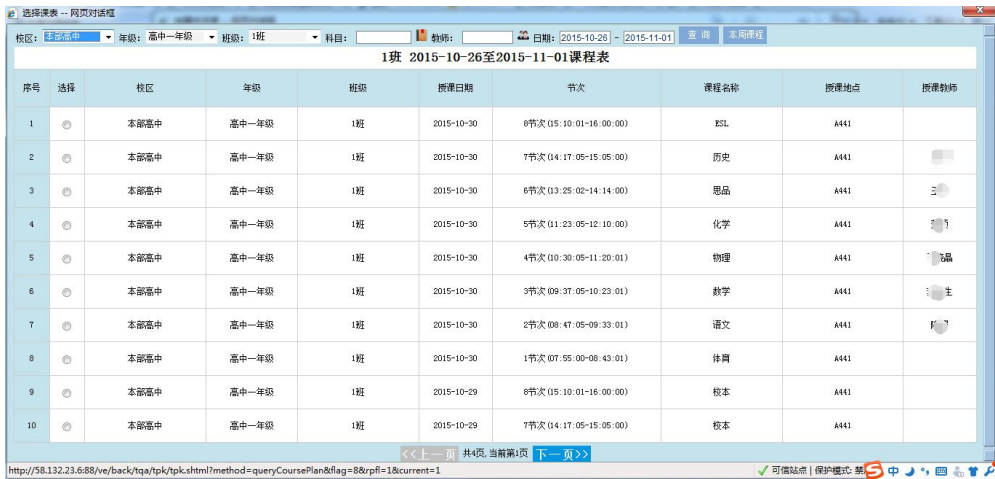 选择课表 -- 网页对话框
校区: 本部高中 年级: 高中一年级 班级: 1班 科目: 教师: 日期: 2015-10-26 - 2015-11-01 查 询 本周课程
1班 2015-10-26至2015-11-01课程表
序号 选择 校区 年级 班级 授课日期 节次 课程名称 授课地点 授课教师
1 本部高中 高中一年级 1班 2015-10-30 8节次(15:10:01-16:00:00) ESL A441
2 本部高中 高中一年级 1班 2015-10-30 7节次(14:17:05-15:05:00) 历史 A441
3 本部高中 高中一年级 1班 2015-10-30 6节次(13:25:02-14:14:00) 思品 A441
4 本部高中 高中一年级 1班 2015-10-30 5节次(11:23:05-12:10:00) 化学 A441
5 本部高中 高中一年级 1班 2015-10-30 4节次(10:30:05-11:20:01) 物理 A441 晶
6 本部高中 高中一年级 1班 2015-10-30 3节次(09:37:05-10:23:01) 数学 A441 生
7 本部高中 高中一年级 1班 2015-10-30 2节次(08:47:05-09:33:01) 语文 A441
8 本部高中 高中一年级 1班 2015-10-30 1节次(07:55:00-08:43:01) 体育 A441
9 本部高中 高中一年级 1班 2015-10-29 8节次(15:10:01-16:00:00) 校本 A441
10 本部高中 高中一年级 1班 2015-10-29 7节次(14:17:05-15:05:00) 校本 A441
<<上一页 共4页,当前第1页 下一页>>
http://58.132.23.6:88/ve/back/tqa/tpk/tpk.shtml?method=queryCoursePlan&flag=8&rpfl=1&current=1 可信站点 | 保护模式: 禁 中